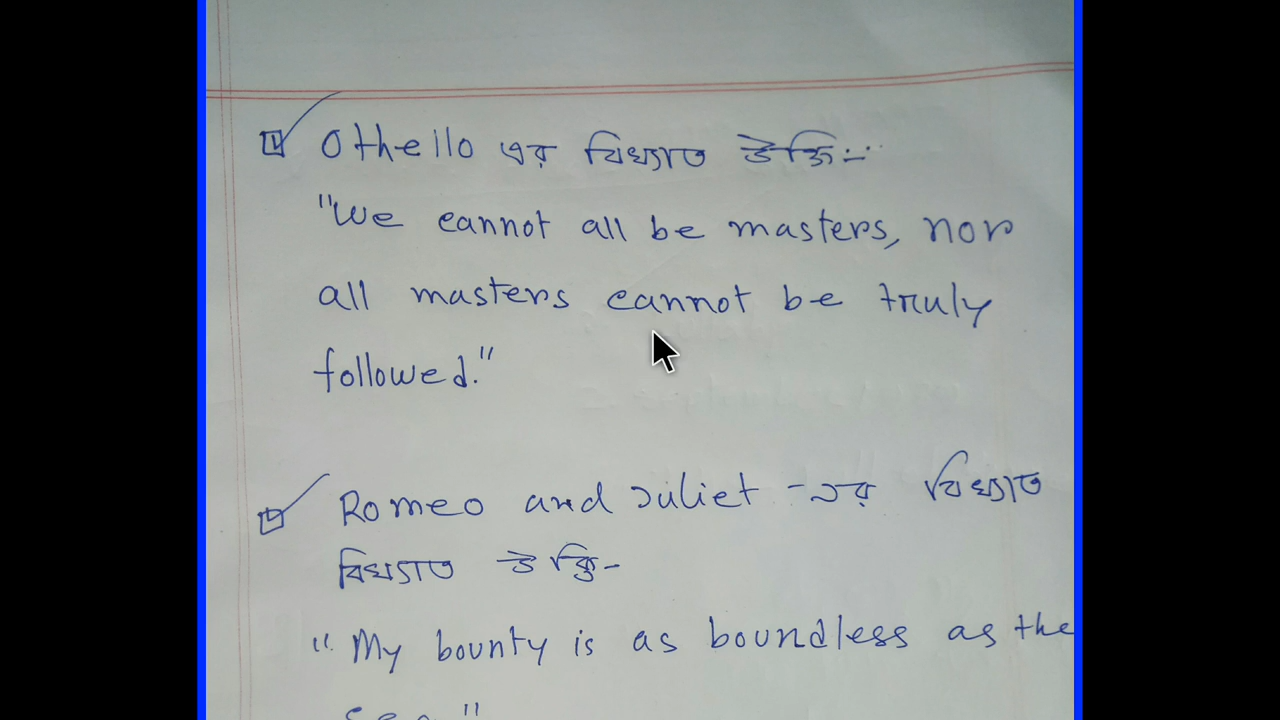 Othello এর বিখ্যাত উক্তি:-
"We cannot all be masters, nor
all masters cannot be truly
followed."
Romeo and Juliet -এর বিখ্যাত
বিখ্যাত উক্তি-
"My bounty is as boundless as the
sea."